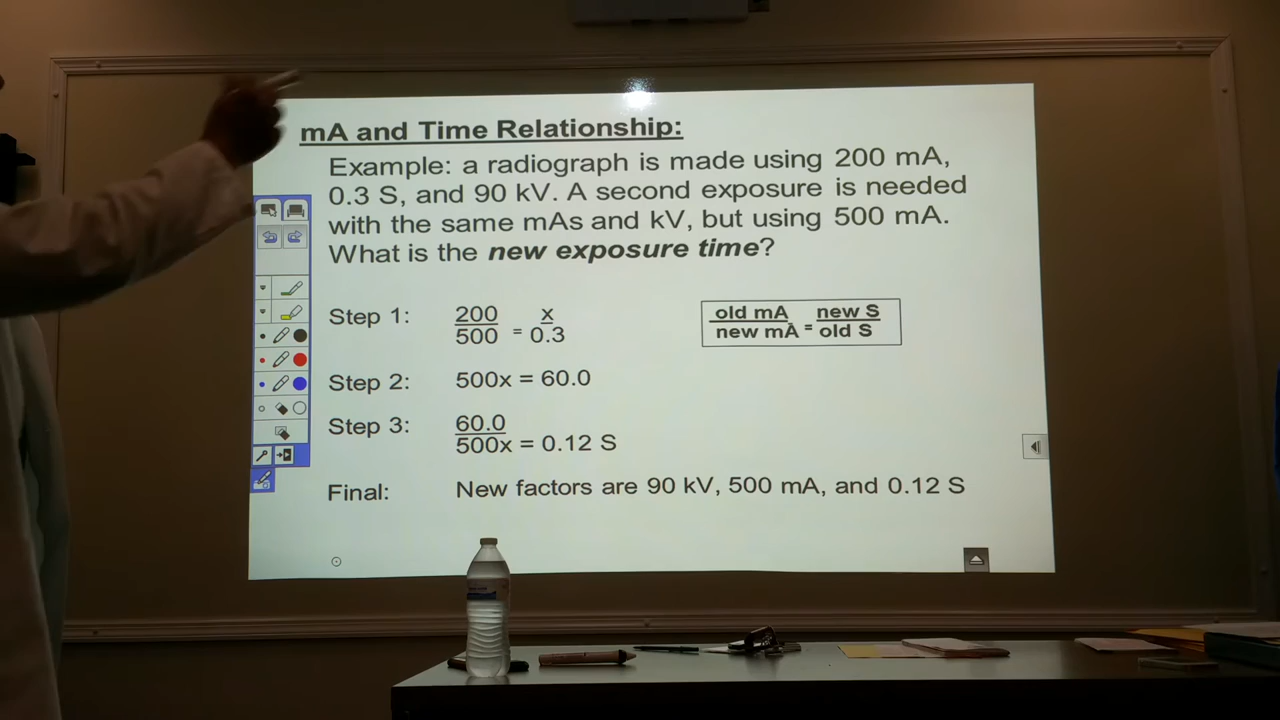 mA and Time Relationship:
Example: a radiograph is made using 200 mA,
0.3 S, and 90 kV. A second exposure is needed
with the same mAs and kV, but using 500 mA.
What is the new exposure time?
Step 1: 200 x
500 = 0.3
old mA new S
new mA = old S
Step 2: 500x = 60.0
Step 3: 60.0
500x = 0.12 S
Final: New factors are 90 kV, 500 mA, and 0.12 S